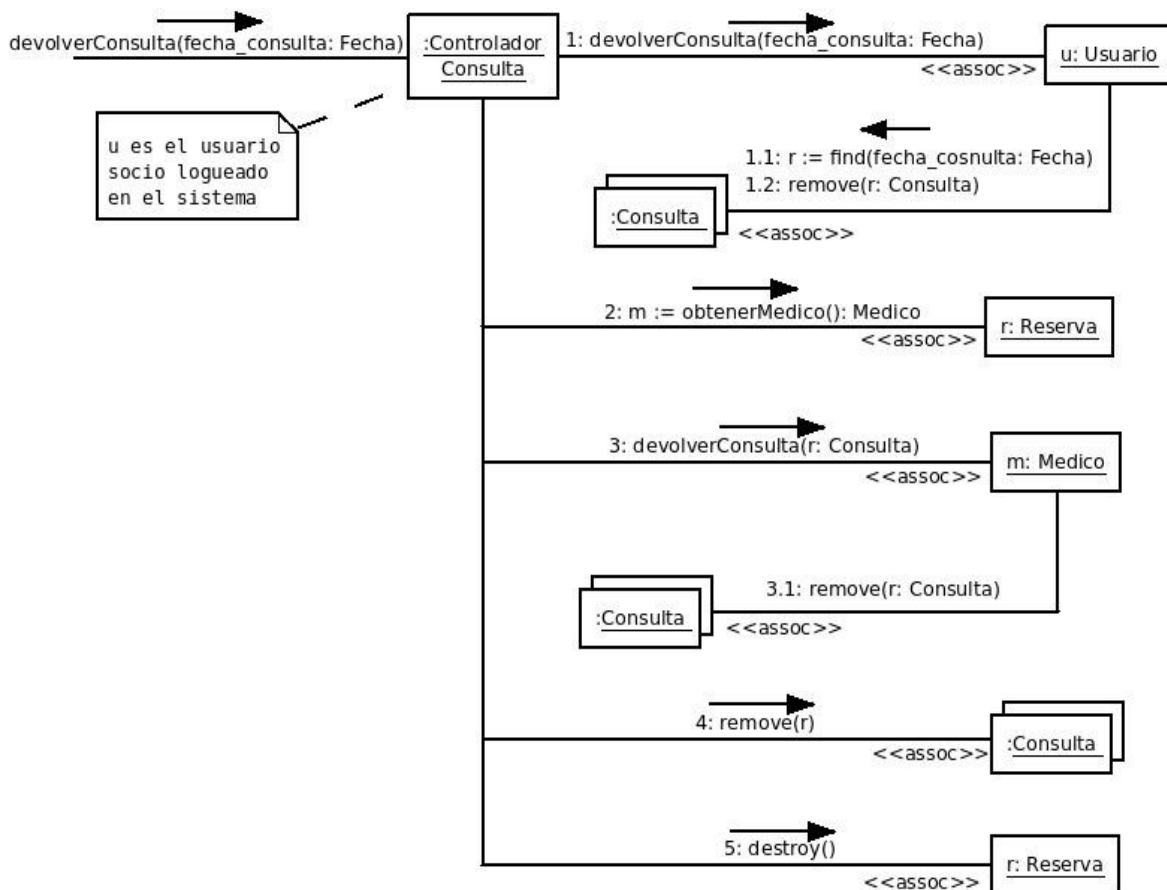 devolverConsulta(fecha_consulta: Fecha)
:Controlador
Consulta
1: devolverConsulta(fecha_consulta: Fecha)
<<assoc>>
u: Usuario
u es el usuario
socio logueado
en el sistema
1.1: r := find(fecha_cosnulta: Fecha)
1.2: remove(r: Consulta)
:Consulta
<<assoc>>
2: m := obtenerMedico(): Medico
<<assoc>>
r: Reserva
3: devolverConsulta(r: Consulta)
<<assoc>>
m: Medico
3.1: remove(r: Consulta)
:Consulta
<<assoc>>
4: remove(r)
<<assoc>>
:Consulta
5: destroy()
<<assoc>>
r: Reserva